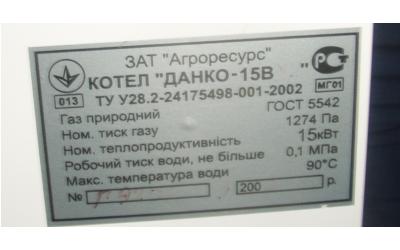 ЗАТ "Агроресурс"
КОТЕЛ "ДАНКО-15В "
013 ТУ У28.2-24175498-001-2002 МГ01
Газ природний ГОСТ 5542
Ном. тиск газу 1274 Па
Ном. теплопродуктивність 15кВт
Робочий тиск води, не більше 0,1 МПа
Макс. температура води 90°С
№ 200 р.